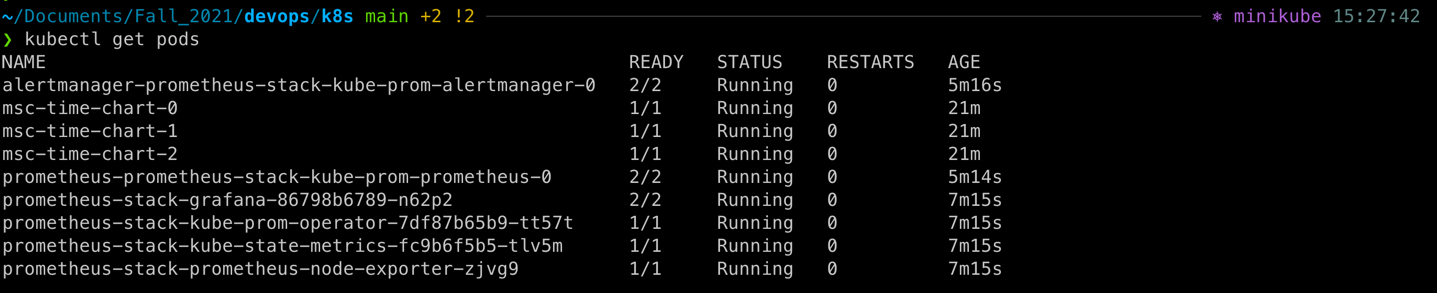 ~/Documents/Fall_2021/devops/k8s main +2 !2 ⎈ minikube 15:27:42
❯ kubectl get pods
NAME READY STATUS RESTARTS AGE
alertmanager-prometheus-stack-kube-prom-alertmanager-0 2/2 Running 0 5m16s
msc-time-chart-0 1/1 Running 0 21m
msc-time-chart-1 1/1 Running 0 21m
msc-time-chart-2 1/1 Running 0 21m
prometheus-prometheus-stack-kube-prom-prometheus-0 2/2 Running 0 5m14s
prometheus-stack-grafana-86798b6789-n62p2 2/2 Running 0 7m15s
prometheus-stack-kube-prom-operator-7df87b65b9-tt57t 1/1 Running 0 7m15s
prometheus-stack-kube-state-metrics-fc9b6f5b5-tlv5m 1/1 Running 0 7m15s
prometheus-stack-prometheus-node-exporter-zjvg9 1/1 Running 0 7m15s